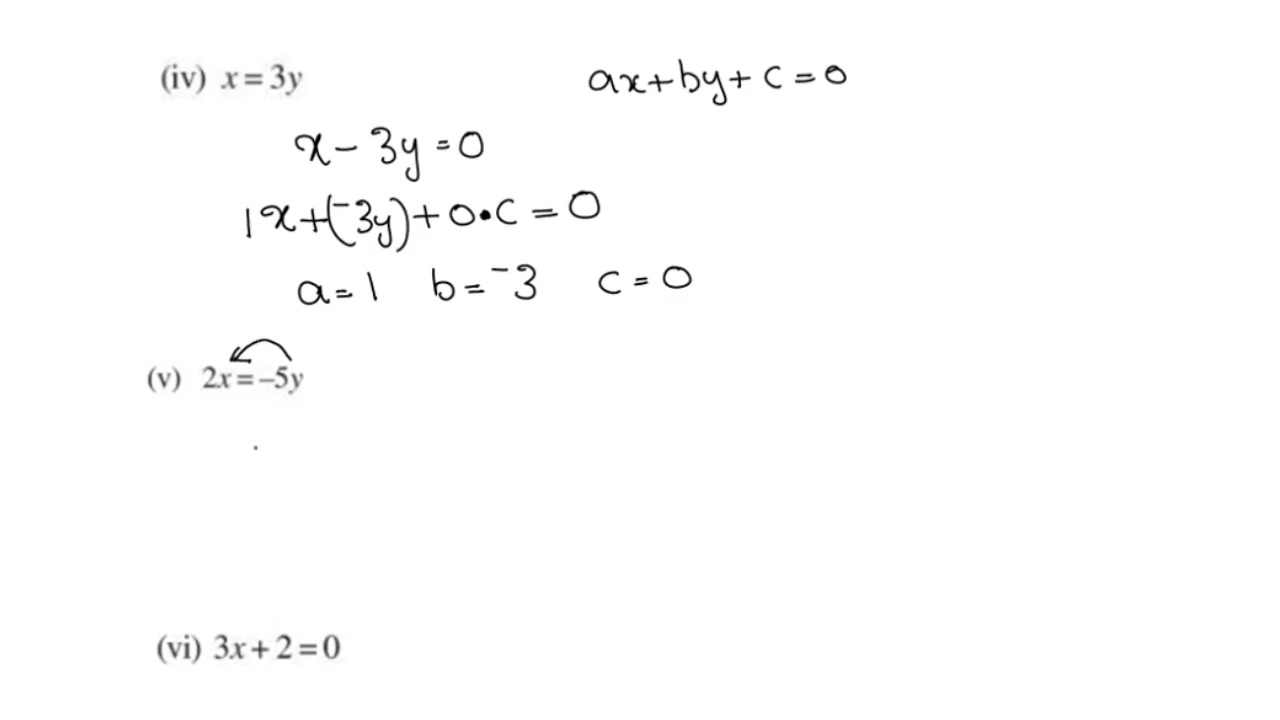 (iv) x = 3y ax + by + c = 0
x - 3y = 0
1x + (⁻3y) + 0•c = 0
a = 1 b = ⁻3 c = 0
(v) 2x = –5y
(vi) 3x + 2 = 0